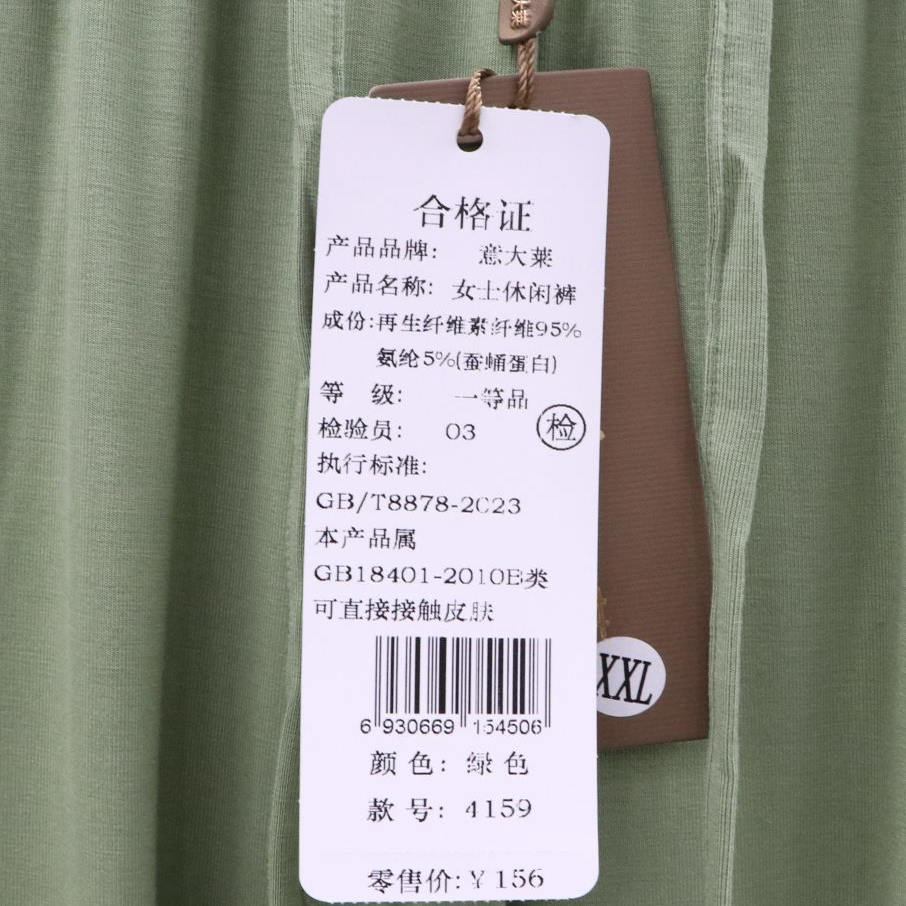 大莱
合格证
产品品牌: 意大莱
产品名称: 女士休闲裤
成份:再生纤维素纤维95%
氨纶5%(蚕蛹蛋白)
等 级: 一等品
检验员: 03 检
执行标准:
GB/T8878-2023
本产品属
GB18401-2010B类
可直接接触皮肤
6 930669 154506
XXL
颜 色: 绿色
款 号: 4159
零售价:¥156